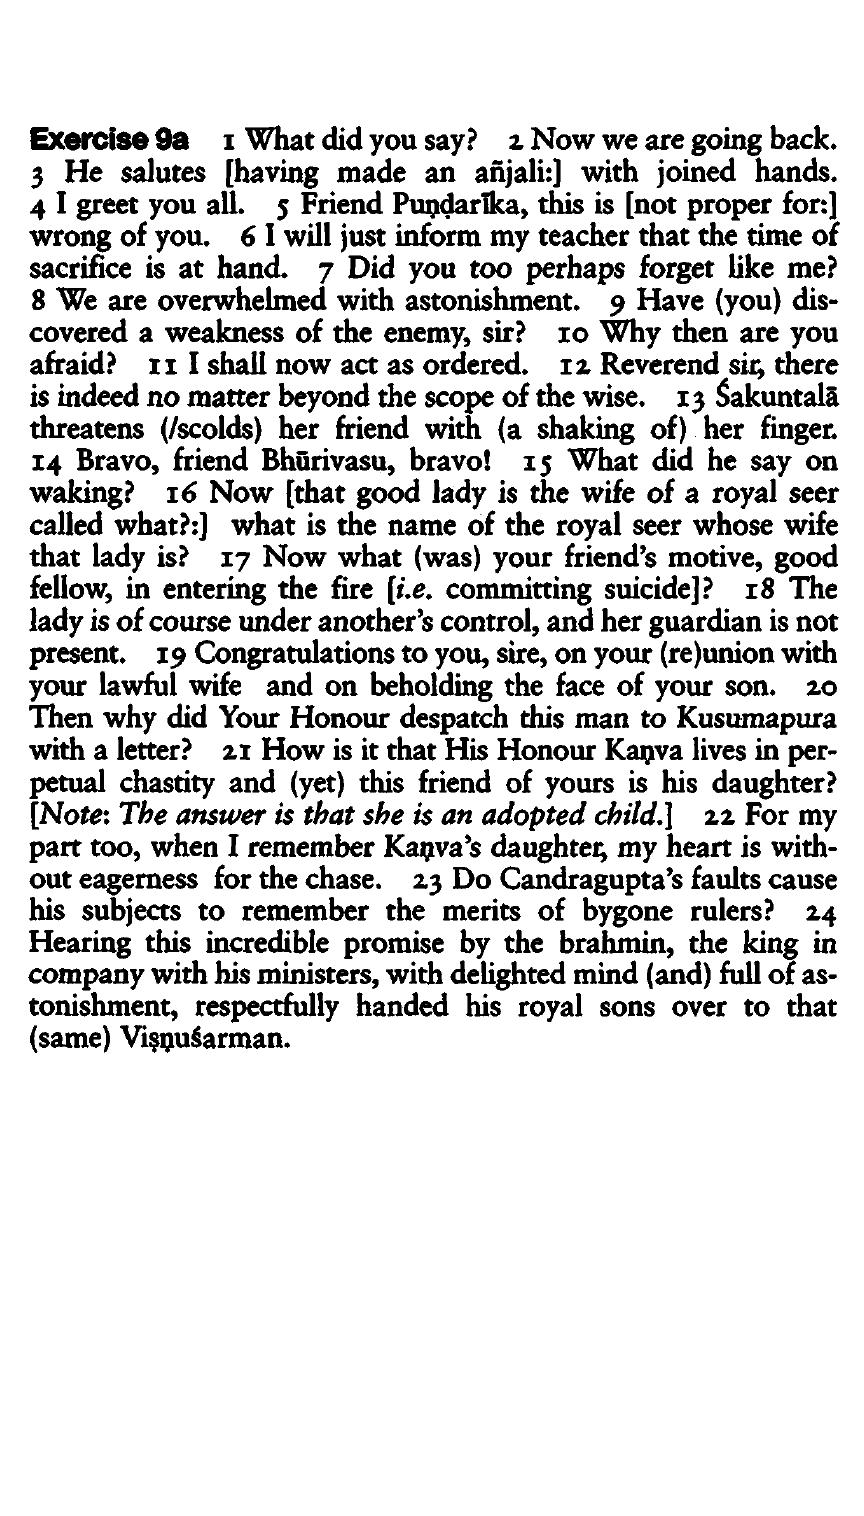 Exercise 9a 1 What did you say? 2 Now we are going back.
3 He salutes [having made an añjali:] with joined hands.
4 I greet you all. 5 Friend Puṇḍarīka, this is [not proper for:]
wrong of you. 6 I will just inform my teacher that the time of
sacrifice is at hand. 7 Did you too perhaps forget like me?
8 We are overwhelmed with astonishment. 9 Have (you) dis-
covered a weakness of the enemy, sir? 10 Why then are you
afraid? 11 I shall now act as ordered. 12 Reverend sir, there
is indeed no matter beyond the scope of the wise. 13 Śakuntalā
threatens (/scolds) her friend with (a shaking of) her finger.
14 Bravo, friend Bhūrivasu, bravo! 15 What did he say on
waking? 16 Now [that good lady is the wife of a royal seer
called what?:] what is the name of the royal seer whose wife
that lady is? 17 Now what (was) your friend's motive, good
fellow, in entering the fire [i.e. committing suicide]? 18 The
lady is of course under another's control, and her guardian is not
present. 19 Congratulations to you, sire, on your (re)union with
your lawful wife and on beholding the face of your son. 20
Then why did Your Honour despatch this man to Kusumapura
with a letter? 21 How is it that His Honour Kaṇva lives in per-
petual chastity and (yet) this friend of yours is his daughter?
[Note: The answer is that she is an adopted child.] 22 For my
part too, when I remember Kaṇva's daughter, my heart is with-
out eagerness for the chase. 23 Do Candragupta's faults cause
his subjects to remember the merits of bygone rulers? 24
Hearing this incredible promise by the brahmin, the king in
company with his ministers, with delighted mind (and) full of as-
tonishment, respectfully handed his royal sons over to that
(same) Viṣṇuśarman.